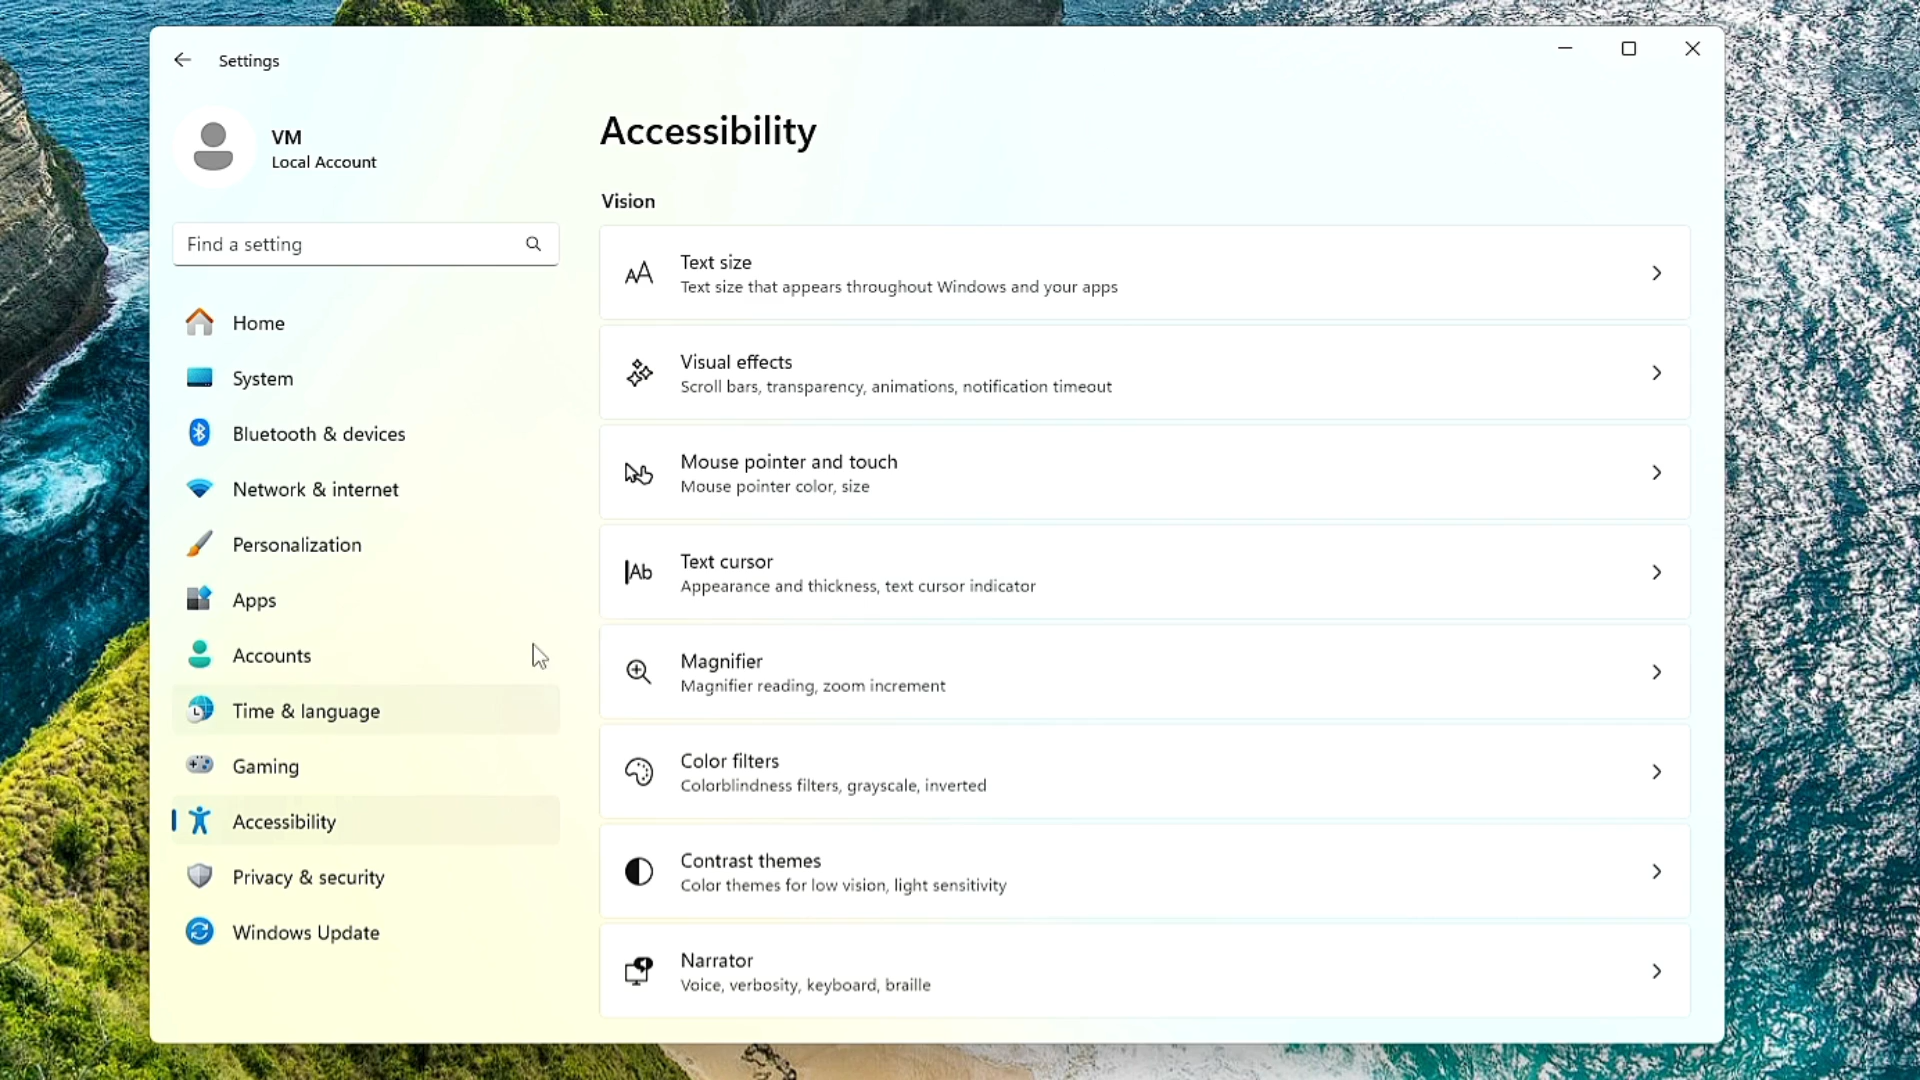 Settings
VM
Local Account
Find a setting
Home
System
Bluetooth & devices
Network & internet
Personalization
Apps
Accounts
Time & language
Gaming
Accessibility
Privacy & security
Windows Update
Accessibility
Vision
Text size
Text size that appears throughout Windows and your apps
Visual effects
Scroll bars, transparency, animations, notification timeout
Mouse pointer and touch
Mouse pointer color, size
Text cursor
Appearance and thickness, text cursor indicator
Magnifier
Magnifier reading, zoom increment
Color filters
Colorblindness filters, grayscale, inverted
Contrast themes
Color themes for low vision, light sensitivity
Narrator
Voice, verbosity, keyboard, braille